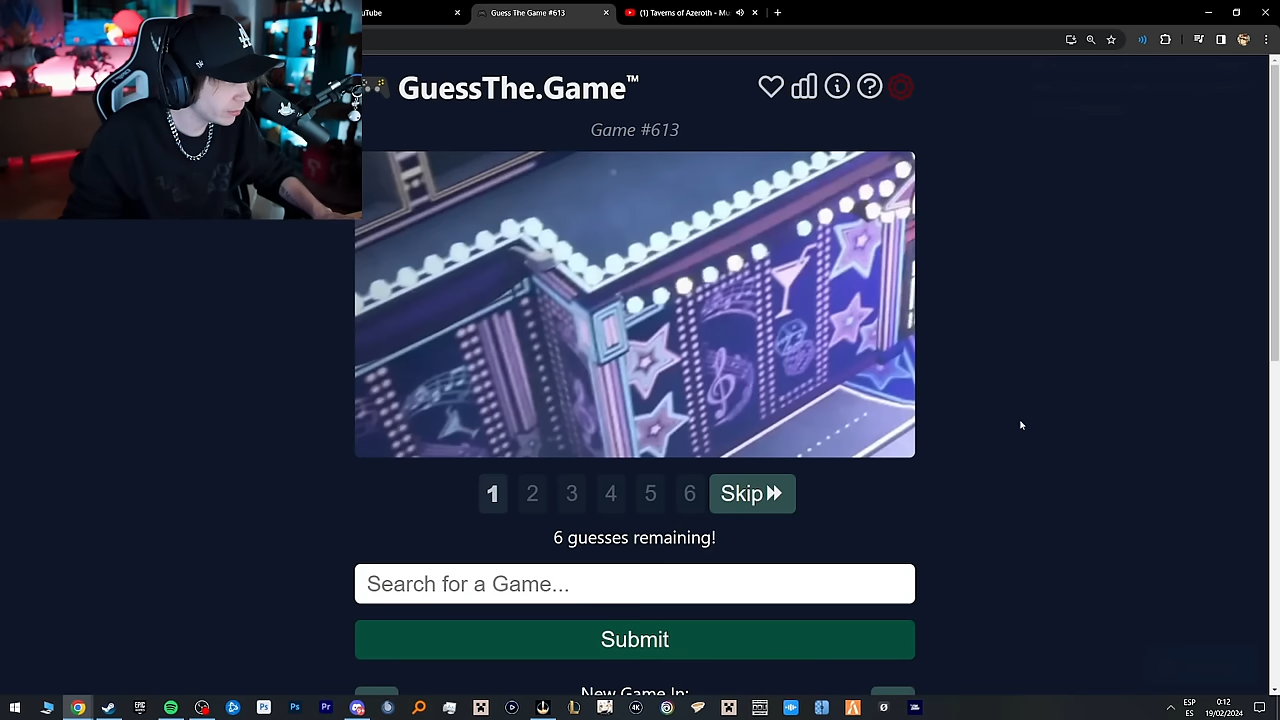 uTube
Guess The Game #613
(1) Taverns of Azeroth - Mu
GuessThe.Game™
Game #613
1 2 3 4 5 6 Skip
6 guesses remaining!
Search for a Game...
Submit
New Game In:
ESP
ES
0:12
19/02/2024